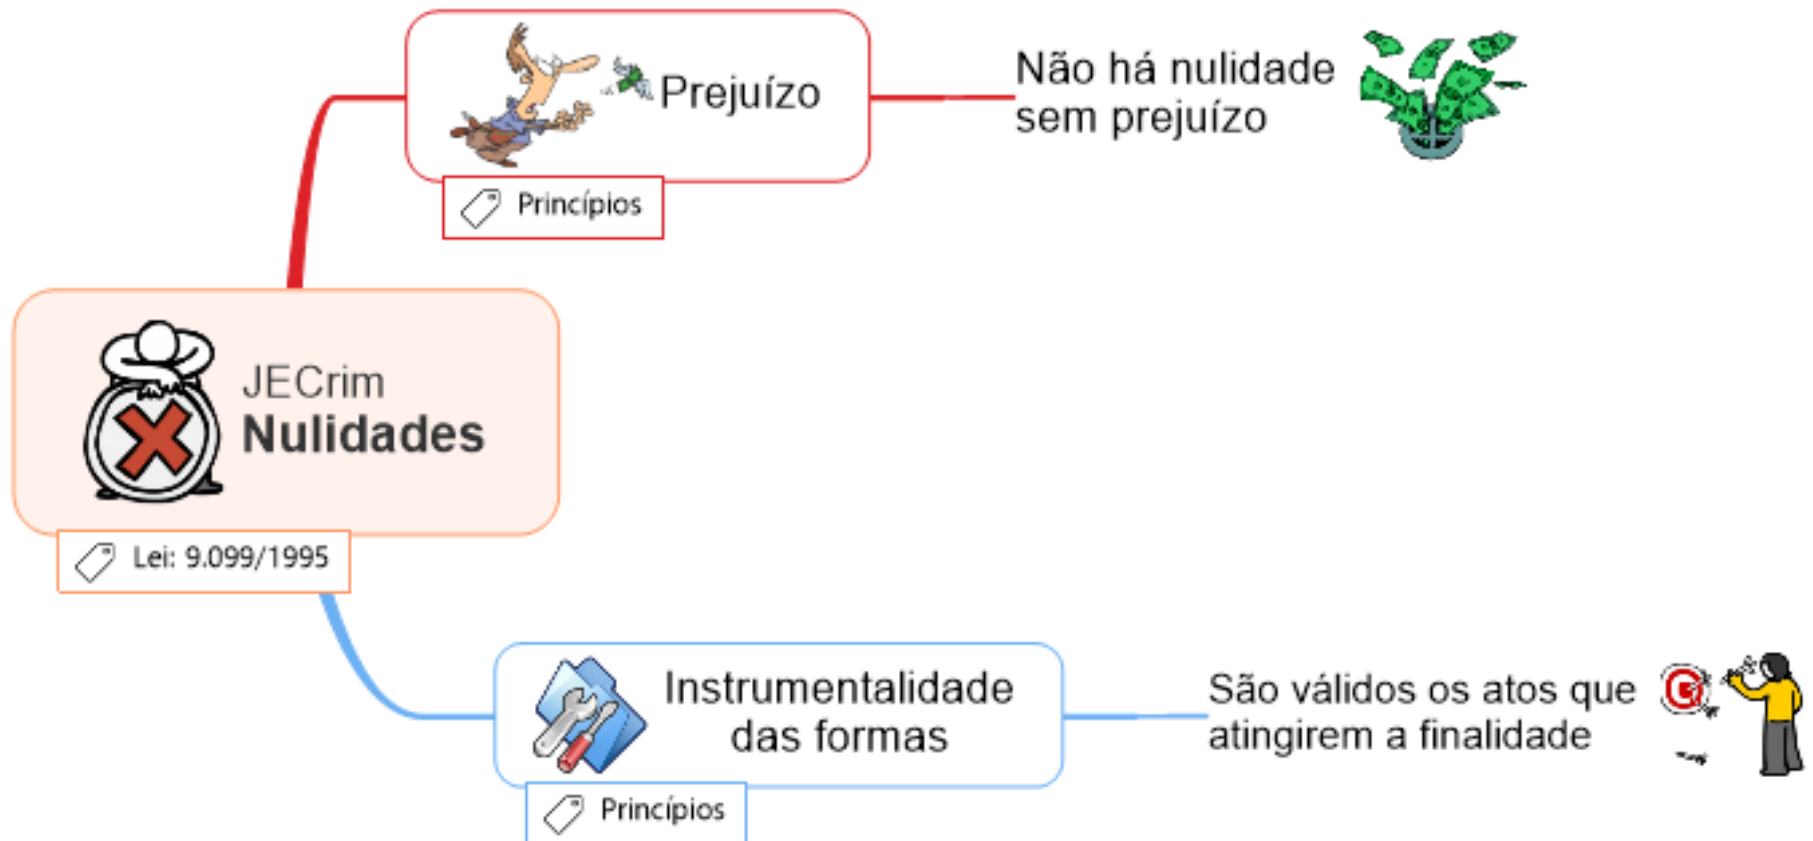 Prejuízo
Não há nulidade
sem prejuízo
Princípios
JECrim
Nulidades
Lei: 9.099/1995
Instrumentalidade
das formas
São válidos os atos que
atingirem a finalidade
Princípios